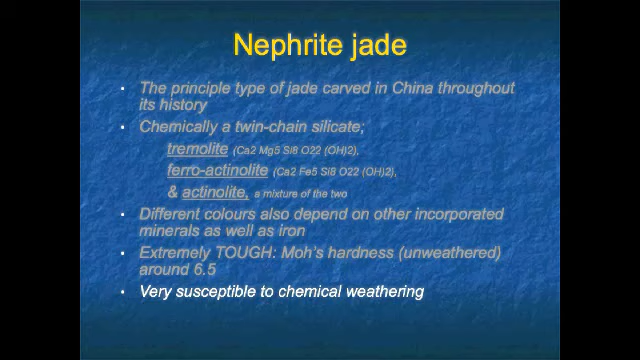 Nephrite jade
• The principle type of jade carved in China throughout
its history
• Chemically a twin-chain silicate;
tremolite (Ca2 Mg5 Si8 O22 (OH)2),
ferro-actinolite (Ca2 Fe5 Si8 O22 (OH)2),
& actinolite, a mixture of the two
• Different colours also depend on other incorporated
minerals as well as iron
• Extremely TOUGH: Moh's hardness (unweathered)
around 6.5
• Very susceptible to chemical weathering